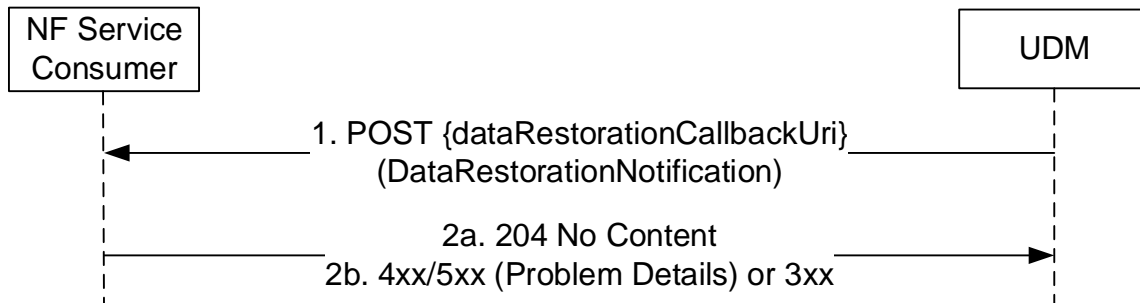 NF Service
Consumer
UDM
1. POST {dataRestorationCallbackUri}
(DataRestorationNotification)
2a. 204 No Content
2b. 4xx/5xx (Problem Details) or 3xx